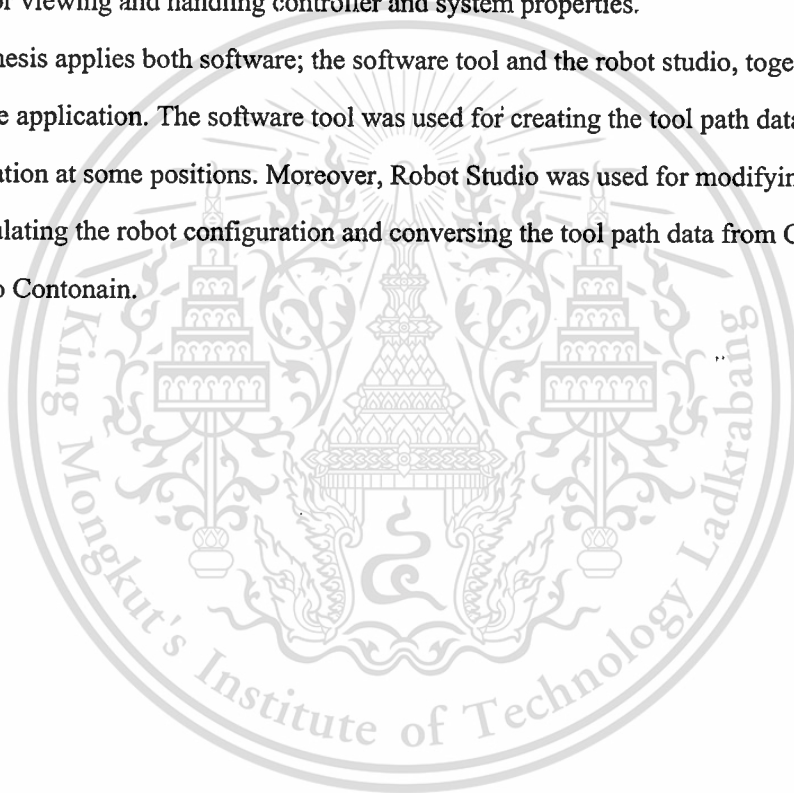 or viewing and handling controller and system properties.
nesis applies both software; the software tool and the robot studio, toge
e application. The software tool was used for creating the tool path data
ation at some positions. Moreover, Robot Studio was used for modifyin
ulating the robot configuration and conversing the tool path data from C
o Contonain.
King Mongkut's Institute of Technology Ladkrabang